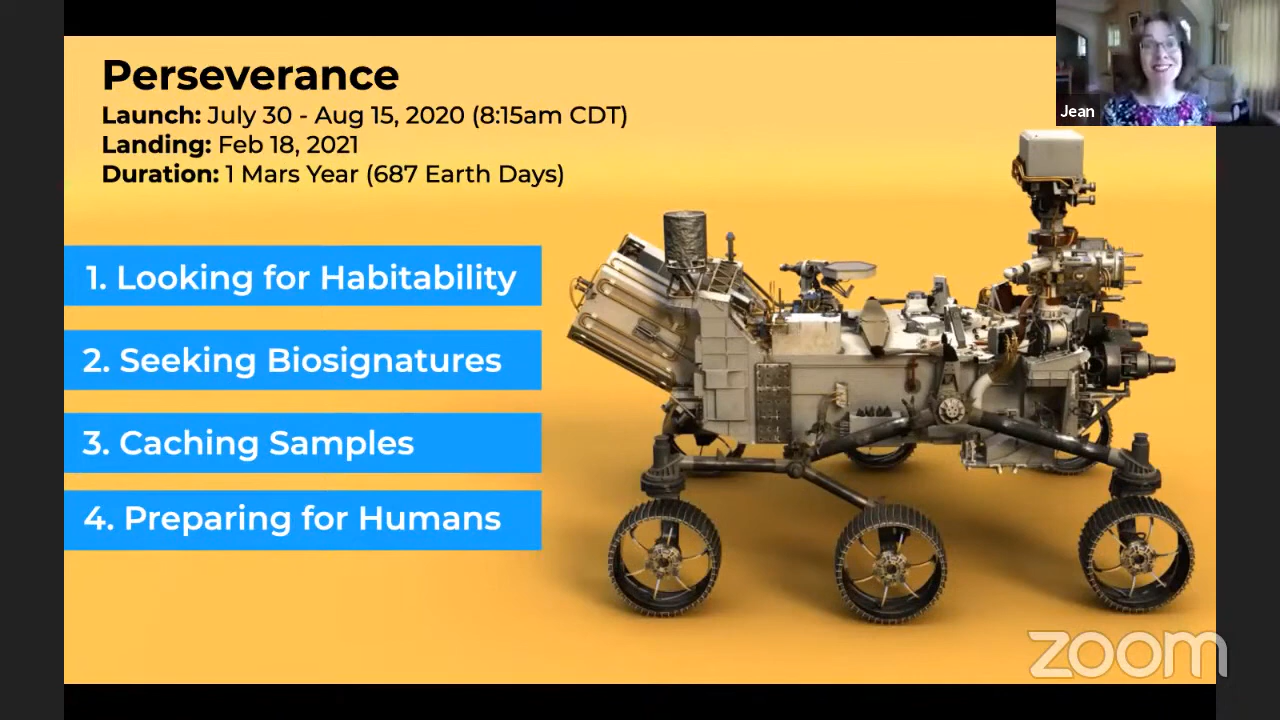 Perseverance
Launch: July 30 - Aug 15, 2020 (8:15am CDT)
Landing: Feb 18, 2021
Duration: 1 Mars Year (687 Earth Days)
Jean
1. Looking for Habitability
2. Seeking Biosignatures
3. Caching Samples
4. Preparing for Humans
zoom